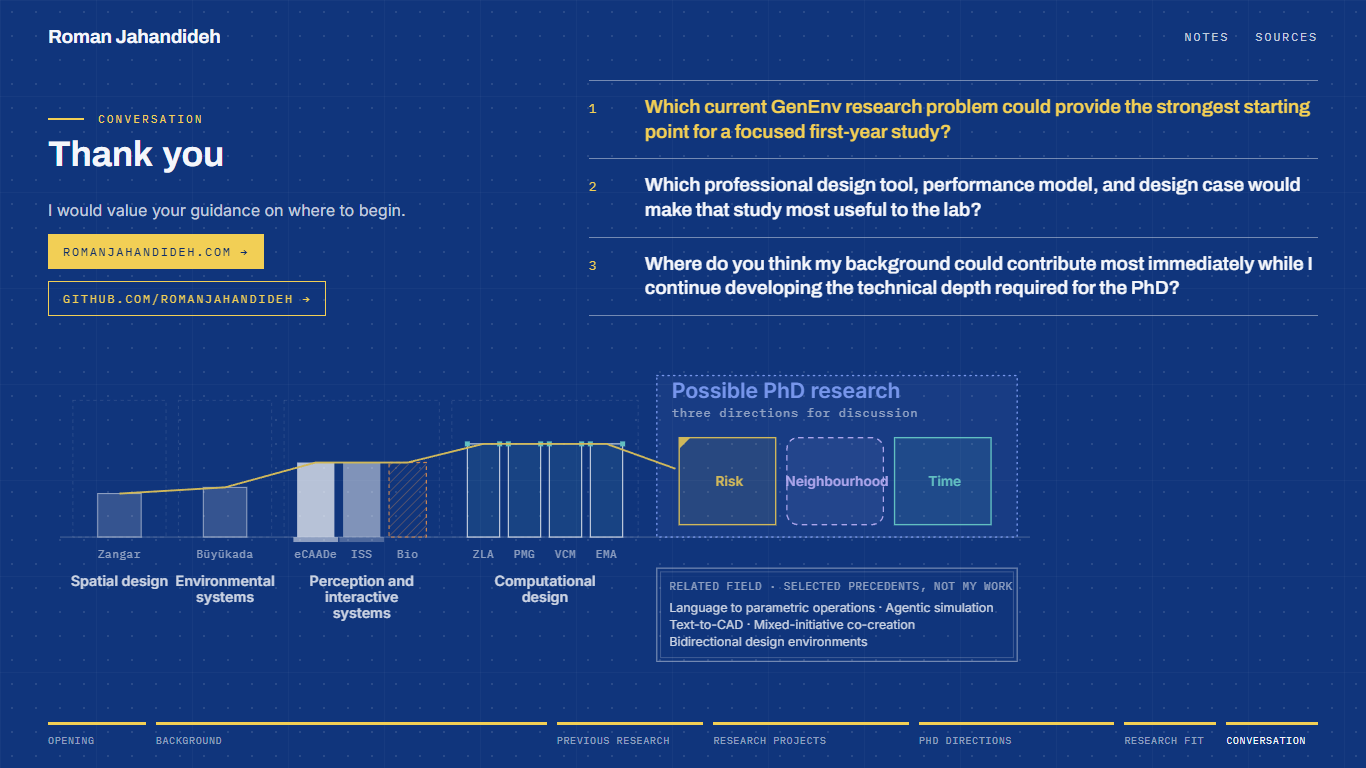 Roman Jahandideh
NOTES
SOURCES
CONVERSATION
Thank you
I would value your guidance on where to begin.
ROMANJAHANDIDEH.COM →
GITHUB.COM/ROMANJAHANDIDEH →
1
Which current GenEnv research problem could provide the strongest starting
point for a focused first-year study?
2
Which professional design tool, performance model, and design case would
make that study most useful to the lab?
3
Where do you think my background could contribute most immediately while I
continue developing the technical depth required for the PhD?
Possible PhD research
three directions for discussion
Risk
Neighbourhood
Time
Zangar
Büyükada
eCAADe
ISS
Bio
ZLA
PMG
VCM
EMA
Spatial design
Environmental
systems
Perception and
interactive
systems
Computational
design
RELATED FIELD · SELECTED PRECEDENTS, NOT MY WORK
Language to parametric operations · Agentic simulation
Text-to-CAD · Mixed-initiative co-creation
Bidirectional design environments
OPENING
BACKGROUND
PREVIOUS RESEARCH
RESEARCH PROJECTS
PHD DIRECTIONS
RESEARCH FIT
CONVERSATION